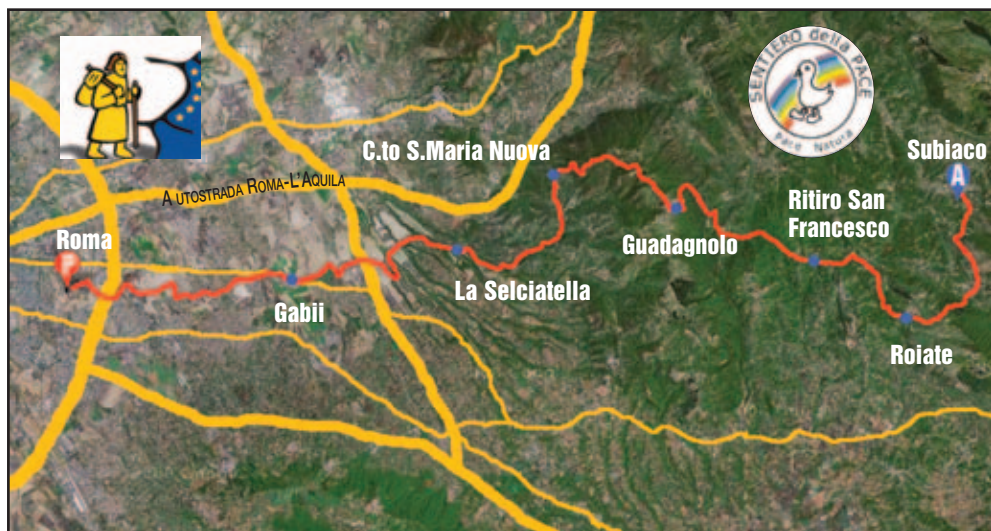 SENTIERO della PACE
Pace Natura
C.to S.Maria Nuova
Subiaco
A
AUTOSTRADA ROMA-L'AQUILA
Ritiro San
Francesco
Roma
P
Guadagnolo
La Selciatella
Gabii
Roiate